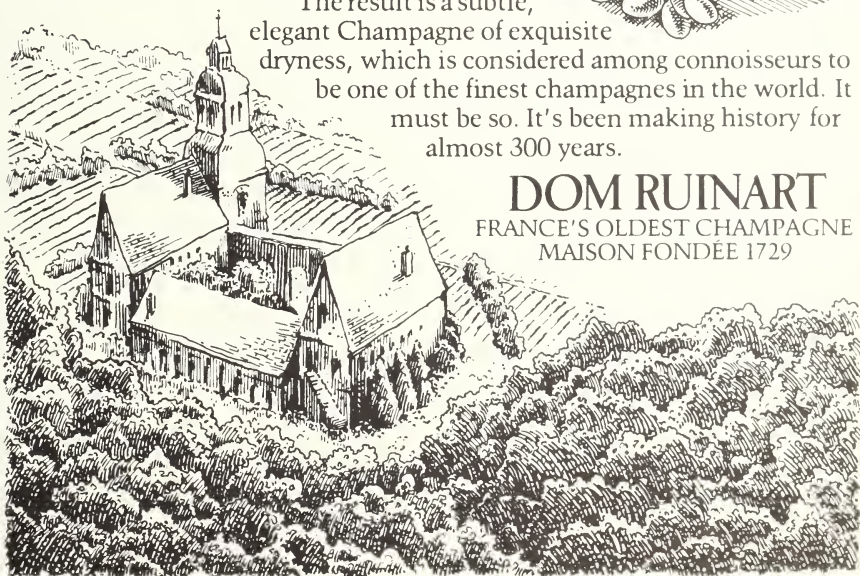 The result is a subtle,
elegant Champagne of exquisite
dryness, which is considered among connoisseurs to
be one of the finest champagnes in the world. It
must be so. It's been making history for
almost 300 years.
DOM RUINART
FRANCE'S OLDEST CHAMPAGNE
MAISON FONDÉE 1729